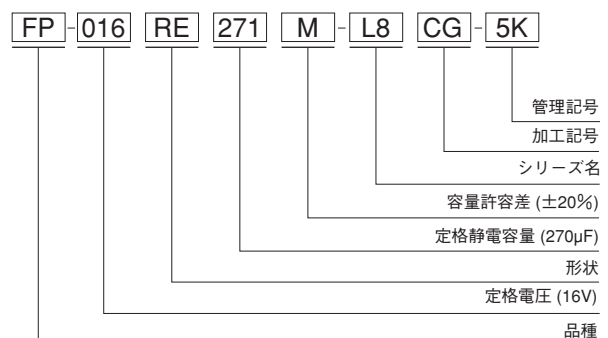 FP-016 RE 271 M-L8 CG-5K
管理記号
加工記号
シリーズ名
容量許容差 (±20%)
定格静電容量 (270µF)
形状
定格電圧 (16V)
品種